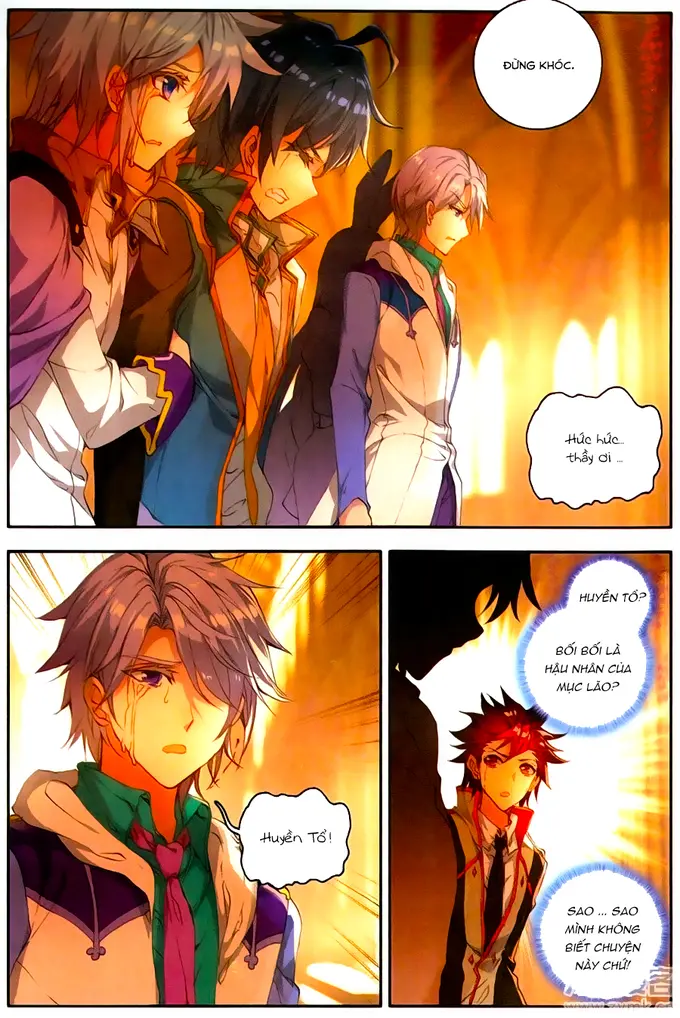 ĐỪNG KHÓC.
Hức hức...
thầy ơi ...
Huyền Tổ!
HUYỀN TỔ?
BỐI BỐI LÀ
HẬU NHÂN CỦA
MỤC LÃO?
SAO ... SAO
MÌNH KHÔNG
BIẾT CHUYỆN
NÀY CHỨ!